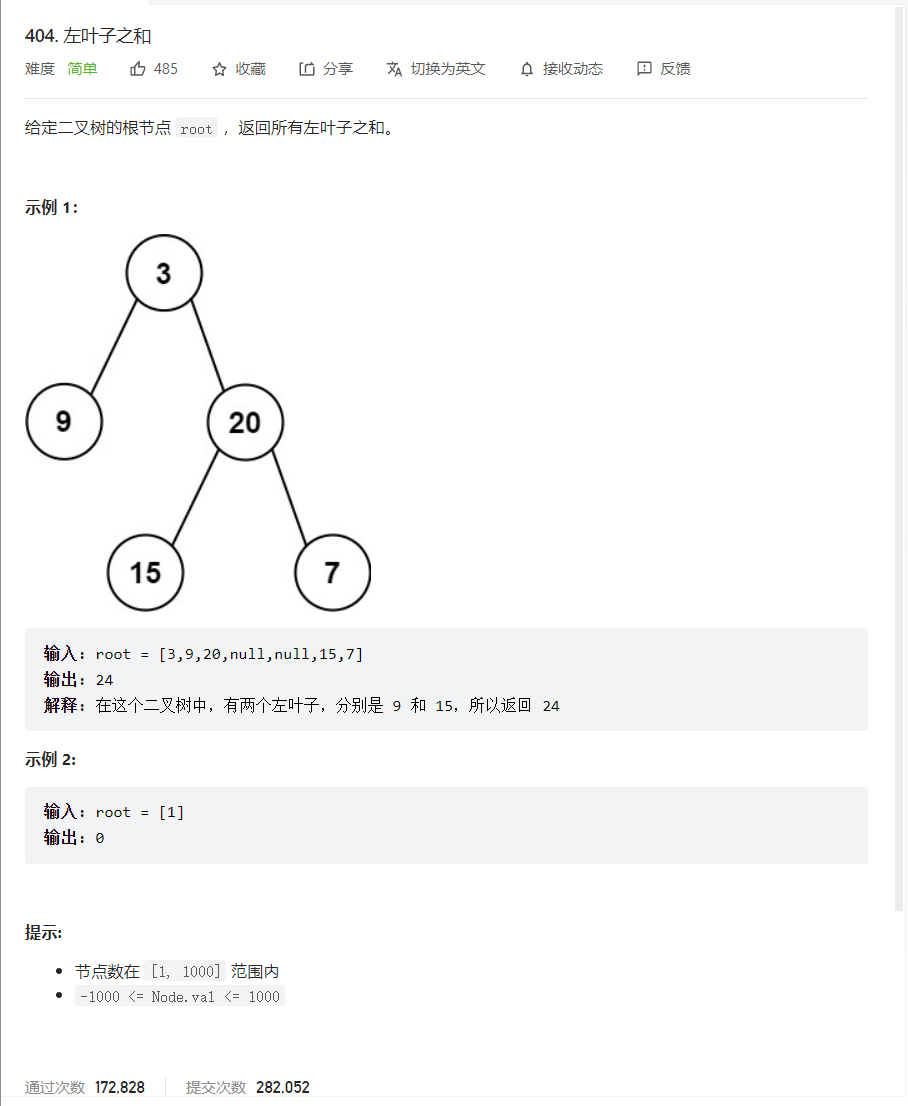 404. 左叶子之和
难度 简单 485 收藏 分享 切换为英文 接收动态 反馈
给定二叉树的根节点 root ，返回所有左叶子之和。
示例 1：
3
9 20
15 7
输入：root = [3,9,20,null,null,15,7]
输出：24
解释：在这个二叉树中，有两个左叶子，分别是 9 和 15，所以返回 24
示例 2:
输入：root = [1]
输出：0
提示:
节点数在 [1, 1000] 范围内
-1000 <= Node.val <= 1000
通过次数 172,828 提交次数 282,052